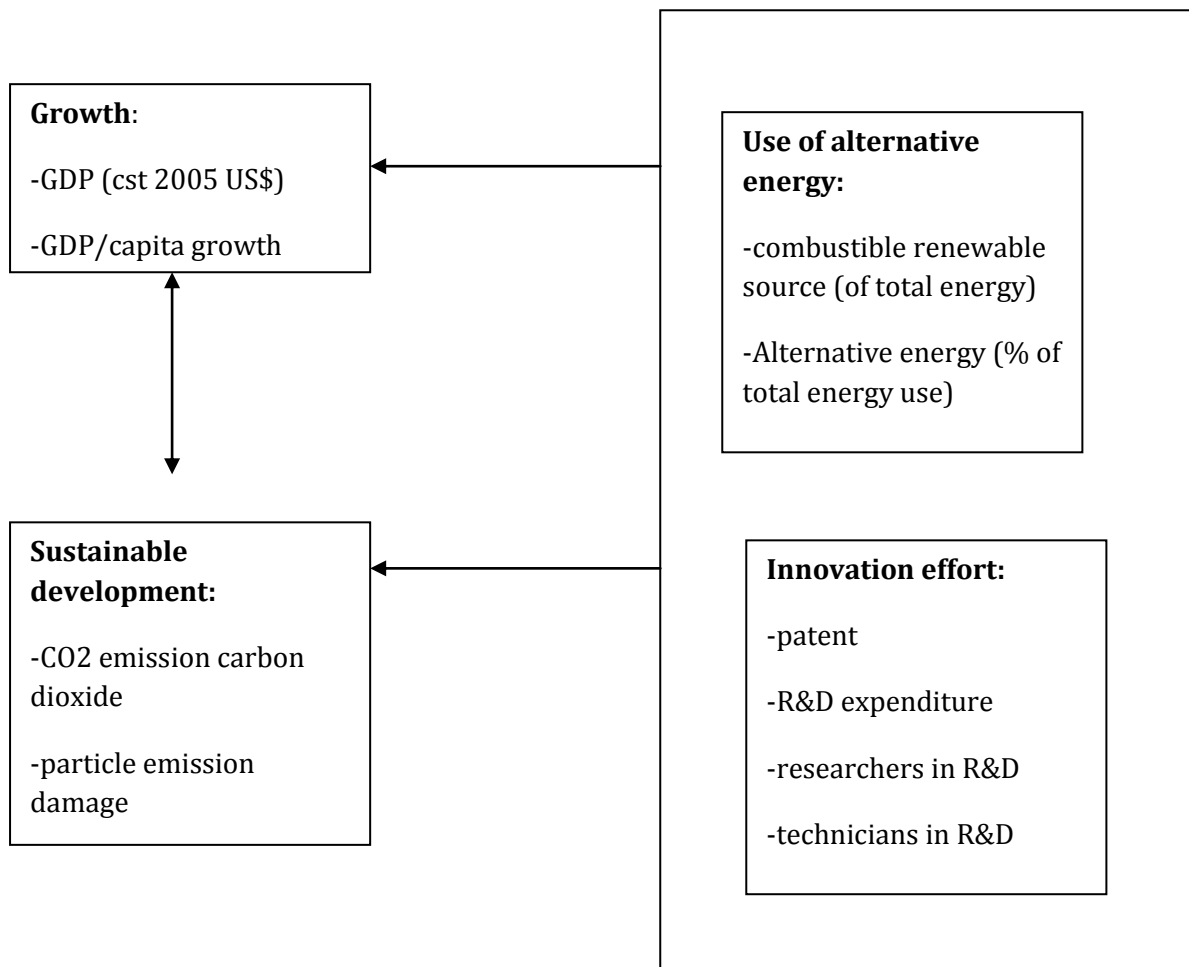 Growth:
-GDP (cst 2005 US$)
-GDP/capita growth
Use of alternative
energy:
-combustible renewable
source (of total energy)
-Alternative energy (% of
total energy use)
Sustainable
development:
-CO2 emission carbon
dioxide
-particle emission
damage
Innovation effort:
-patent
-R&D expenditure
-researchers in R&D
-technicians in R&D